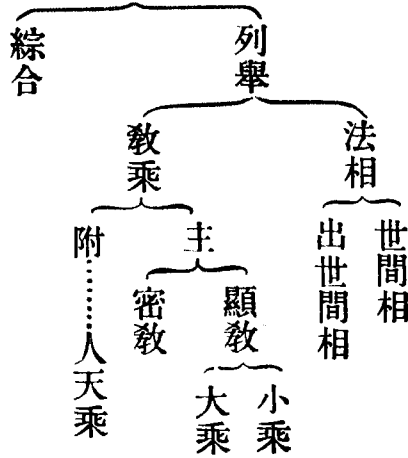 列舉
綜合
法相
教乘
世間相
出世間相
主
附………人天乘
顯教
密教
小乘
大乘